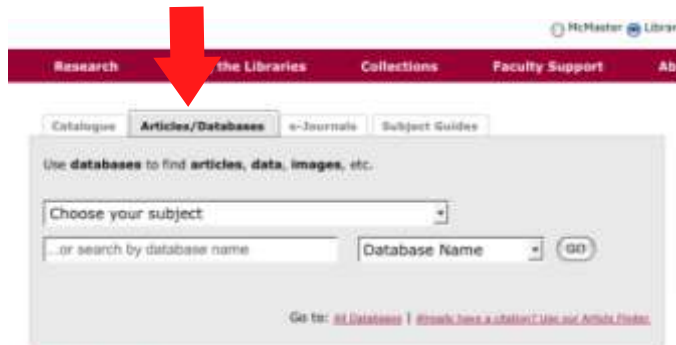 McMaster Librar
Research the Libraries Collections Faculty Support Ab
Catalogue Articles/Databases e-Journals Subject Guides
Use databases to find articles, data, images, etc.
Choose your subject
...or search by database name Database Name GO
Go to: All Databases | Already have a citation? Use our Article Finder.